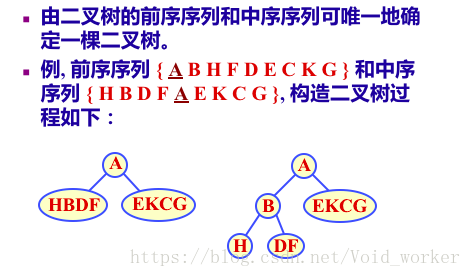 由二叉树的前序序列和中序序列可唯一地确
定一棵二叉树。
例, 前序序列 { A B H F D E C K G } 和中序
序列 { H B D F A E K C G }, 构造二叉树过
程如下：
A
HBDF
EKCG
A
B
EKCG
H
DF
https://blog.csdn.net/Void_worker